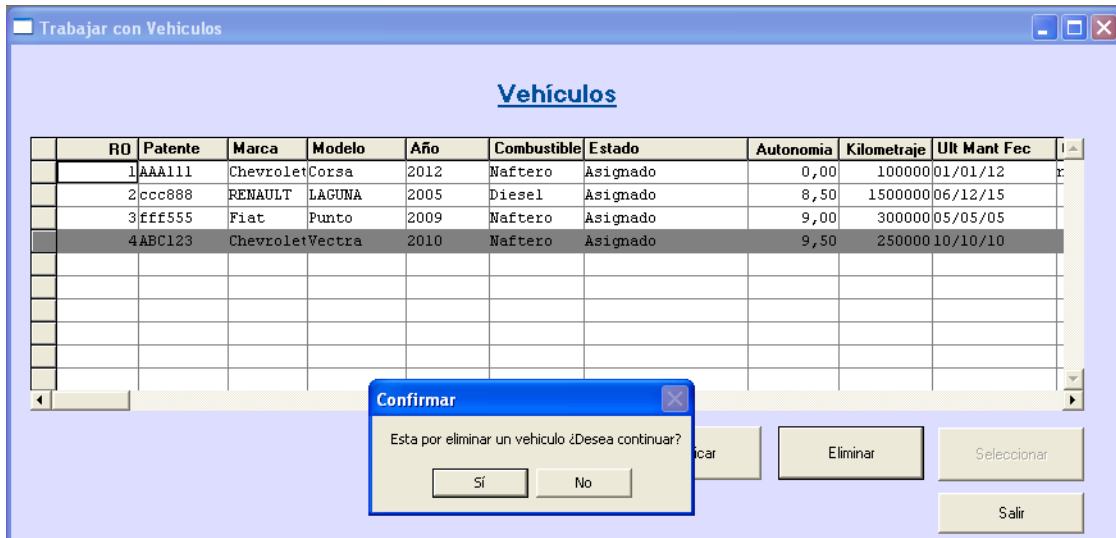 Trabajar con Vehiculos
Vehículos
RO Patente Marca Modelo Año Combustible Estado Autonomia Kilometraje Ult Mant Fec
1 AAA111 Chevrolet Corsa 2012 Naftero Asignado 0,00 100000 01/01/12
2 ccc888 RENAULT LAGUNA 2005 Diesel Asignado 8,50 1500000 06/12/15
3 fff555 Fiat Punto 2009 Naftero Asignado 9,00 300000 05/05/05
4 ABC123 Chevrolet Vectra 2010 Naftero Asignado 9,50 250000 10/10/10
Confirmar
Esta por eliminar un vehiculo ¿Desea continuar?
Sí No
icar Eliminar Seleccionar
Salir